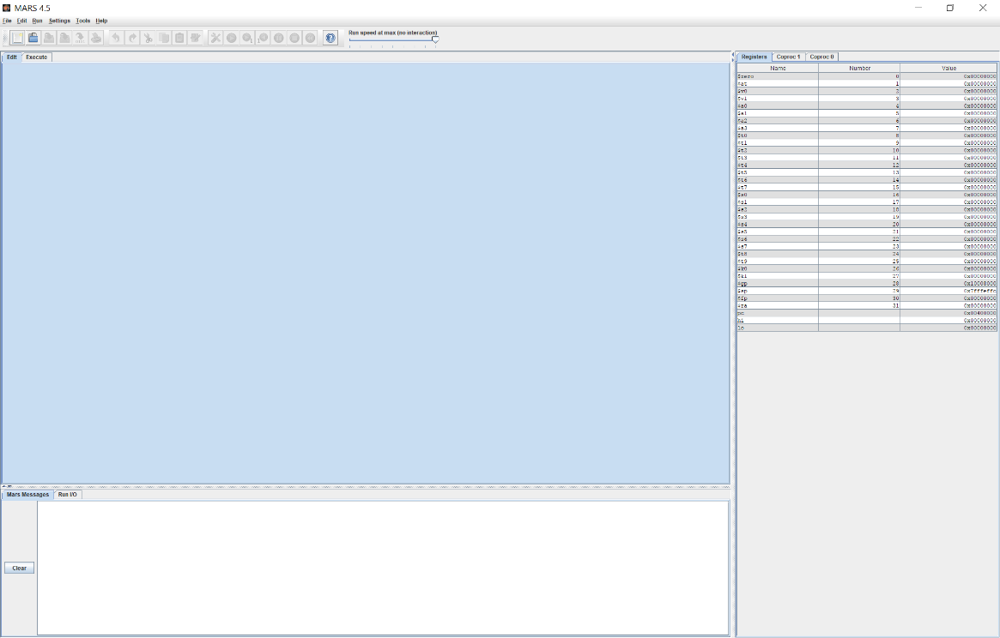 MARS 4.5
File Edit Run Settings Tools Help
Run speed at max (no interaction)
Edit Execute
Registers Coproc 1 Coproc 0
Name Number Value
$zero 0 0x00000000
$at 1 0x00000000
$v0 2 0x00000000
$v1 3 0x00000000
$a0 4 0x00000000
$a1 5 0x00000000
$a2 6 0x00000000
$a3 7 0x00000000
$t0 8 0x00000000
$t1 9 0x00000000
$t2 10 0x00000000
$t3 11 0x00000000
$t4 12 0x00000000
$t5 13 0x00000000
$t6 14 0x00000000
$t7 15 0x00000000
$s0 16 0x00000000
$s1 17 0x00000000
$s2 18 0x00000000
$s3 19 0x00000000
$s4 20 0x00000000
$s5 21 0x00000000
$s6 22 0x00000000
$s7 23 0x00000000
$t8 24 0x00000000
$t9 25 0x00000000
$k0 26 0x00000000
$k1 27 0x00000000
$gp 28 0x10008000
$sp 29 0x7fffeffc
$fp 30 0x00000000
$ra 31 0x00000000
pc 0x00400000
hi 0x00000000
lo 0x00000000
Mars Messages Run I/O
Clear